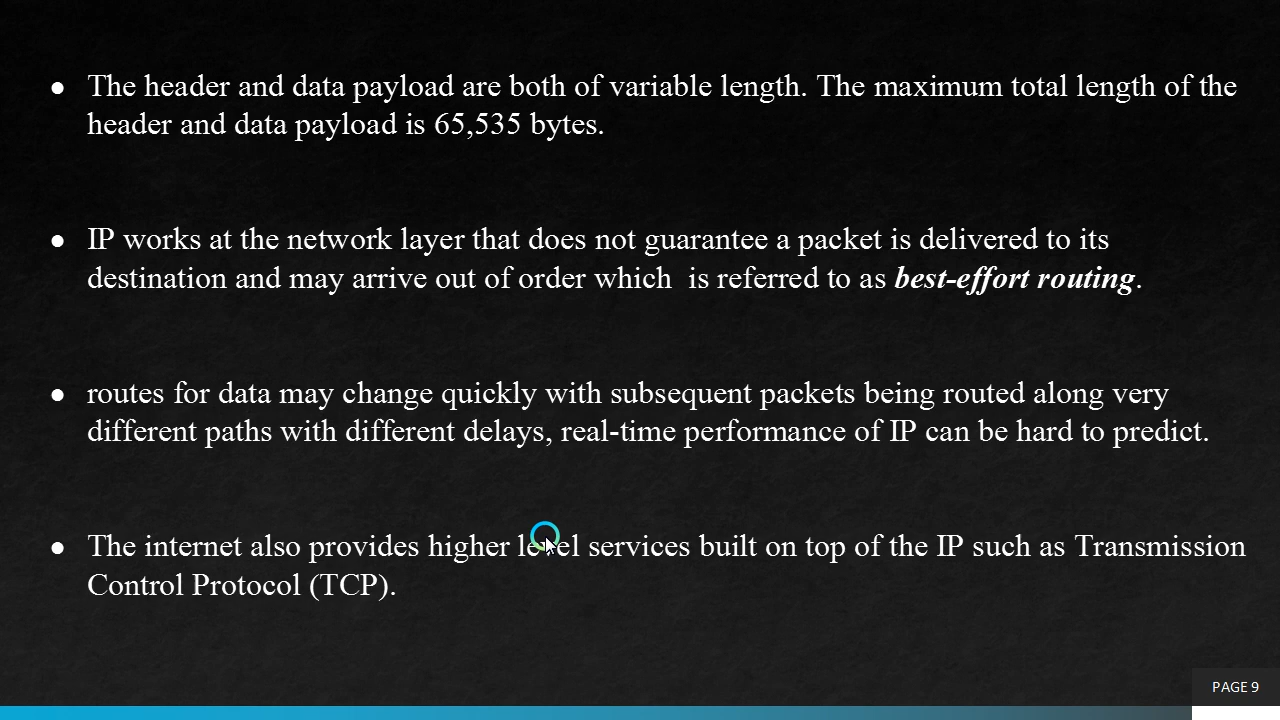 ● The header and data payload are both of variable length. The maximum total length of the
header and data payload is 65,535 bytes.
● IP works at the network layer that does not guarantee a packet is delivered to its
destination and may arrive out of order which  is referred to as best-effort routing.
● routes for data may change quickly with subsequent packets being routed along very
different paths with different delays, real-time performance of IP can be hard to predict.
● The internet also provides higher level services built on top of the IP such as Transmission
Control Protocol (TCP).
PAGE 9